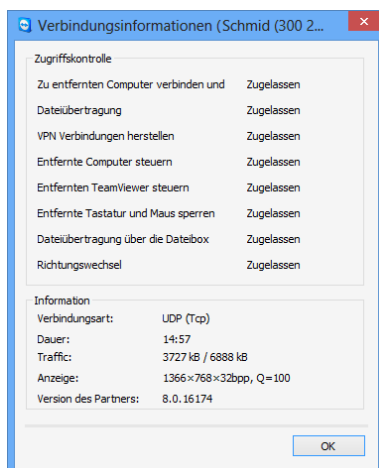 Verbindungsinformationen (Schmid (300 2...
Zugriffskontrolle
Zu entfernten Computer verbinden und Zugelassen
Dateiübertragung Zugelassen
VPN Verbindungen herstellen Zugelassen
Entfernte Computer steuern Zugelassen
Entfernten TeamViewer steuern Zugelassen
Entfernte Tastatur und Maus sperren Zugelassen
Dateiübertragung über die Dateibox Zugelassen
Richtungswechsel Zugelassen
Information
Verbindungsart: UDP (Tcp)
Dauer: 14:57
Traffic: 3727 kB / 6888 kB
Anzeige: 1366×768×32bpp, Q=100
Version des Partners: 8.0.16174
OK